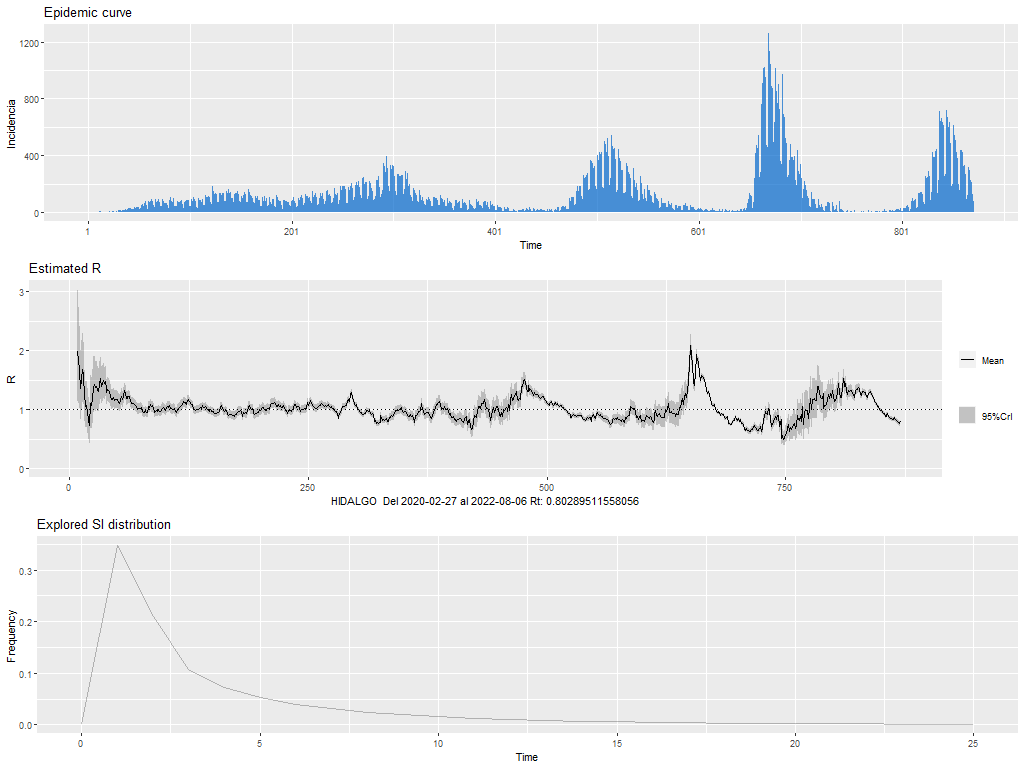 Epidemic curve
1200
800
400
0
Incidencia
1 201 401 601 801
Time
Estimated R
3
2
1
0
R
Mean
95%CrI
0 250 500 750
HIDALGO Del 2020-02-27 al 2022-08-06 Rt: 0.80289511558056
Explored SI distribution
0.3
0.2
0.1
0.0
Frequency
0 5 10 15 20 25
Time